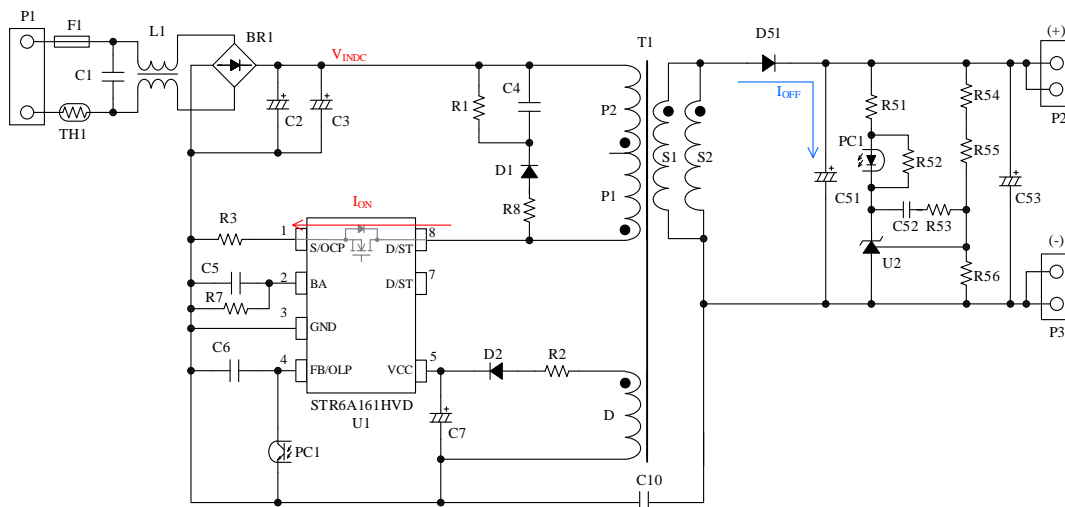 P1
F1
L1
BR1
C1
TH1
V_INDC
C2
C3
R1
C4
D1
R8
T1
P2
P1
S1
S2
D51
I_OFF
(+)
P2
R51
PC1
R52
R54
R55
C51
C52
R53
C53
U2
R56
(-)
P3
I_ON
R3
1
S/OCP
D/ST
8
C5
2
BA
D/ST
7
R7
3
GND
C6
4
FB/OLP
VCC
5
D2
R2
STR6A161HVD
U1
C7
D
PC1
C10